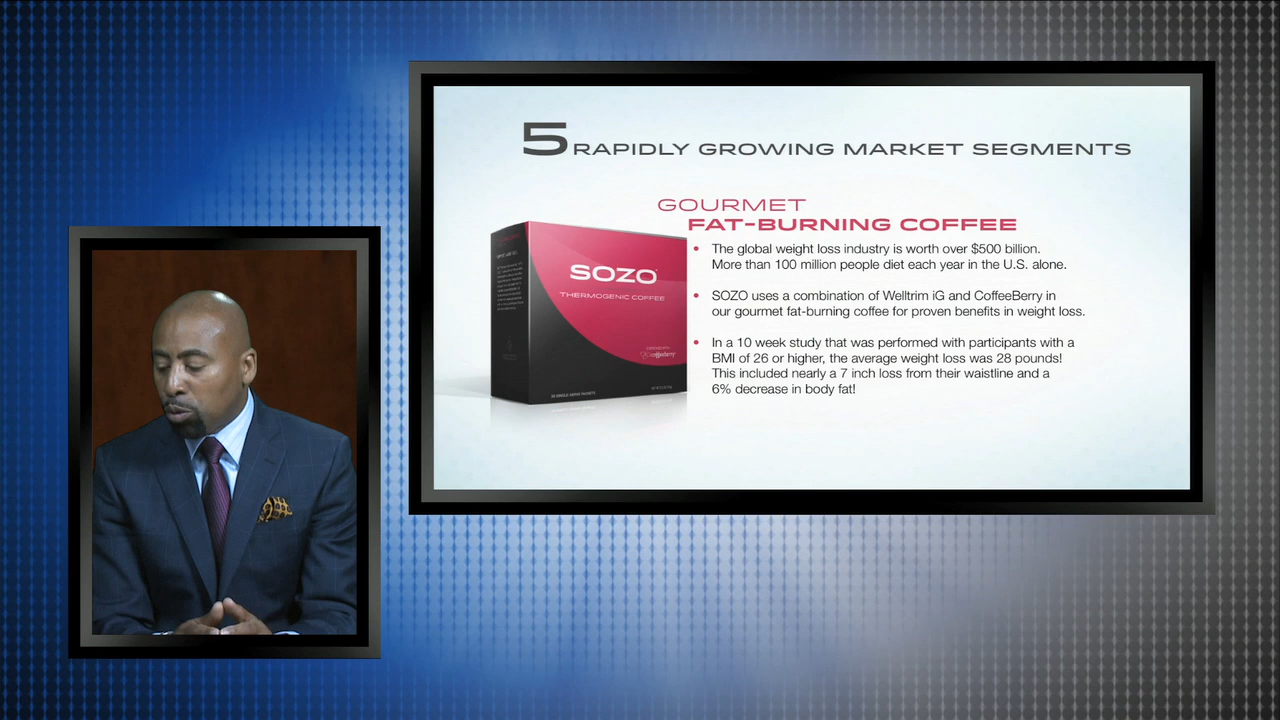 5 RAPIDLY GROWING MARKET SEGMENTS
GOURMET
FAT-BURNING COFFEE
• The global weight loss industry is worth over $500 billion.
More than 100 million people diet each year in the U.S. alone.
• SOZO uses a combination of Welltrim iG and CoffeeBerry in
our gourmet fat-burning coffee for proven benefits in weight loss.
• In a 10 week study that was performed with participants with a
BMI of 26 or higher, the average weight loss was 28 pounds!
This included nearly a 7 inch loss from their waistline and a
6% decrease in body fat!
SOZO
THERMOGENIC COFFEE
coffeeberry